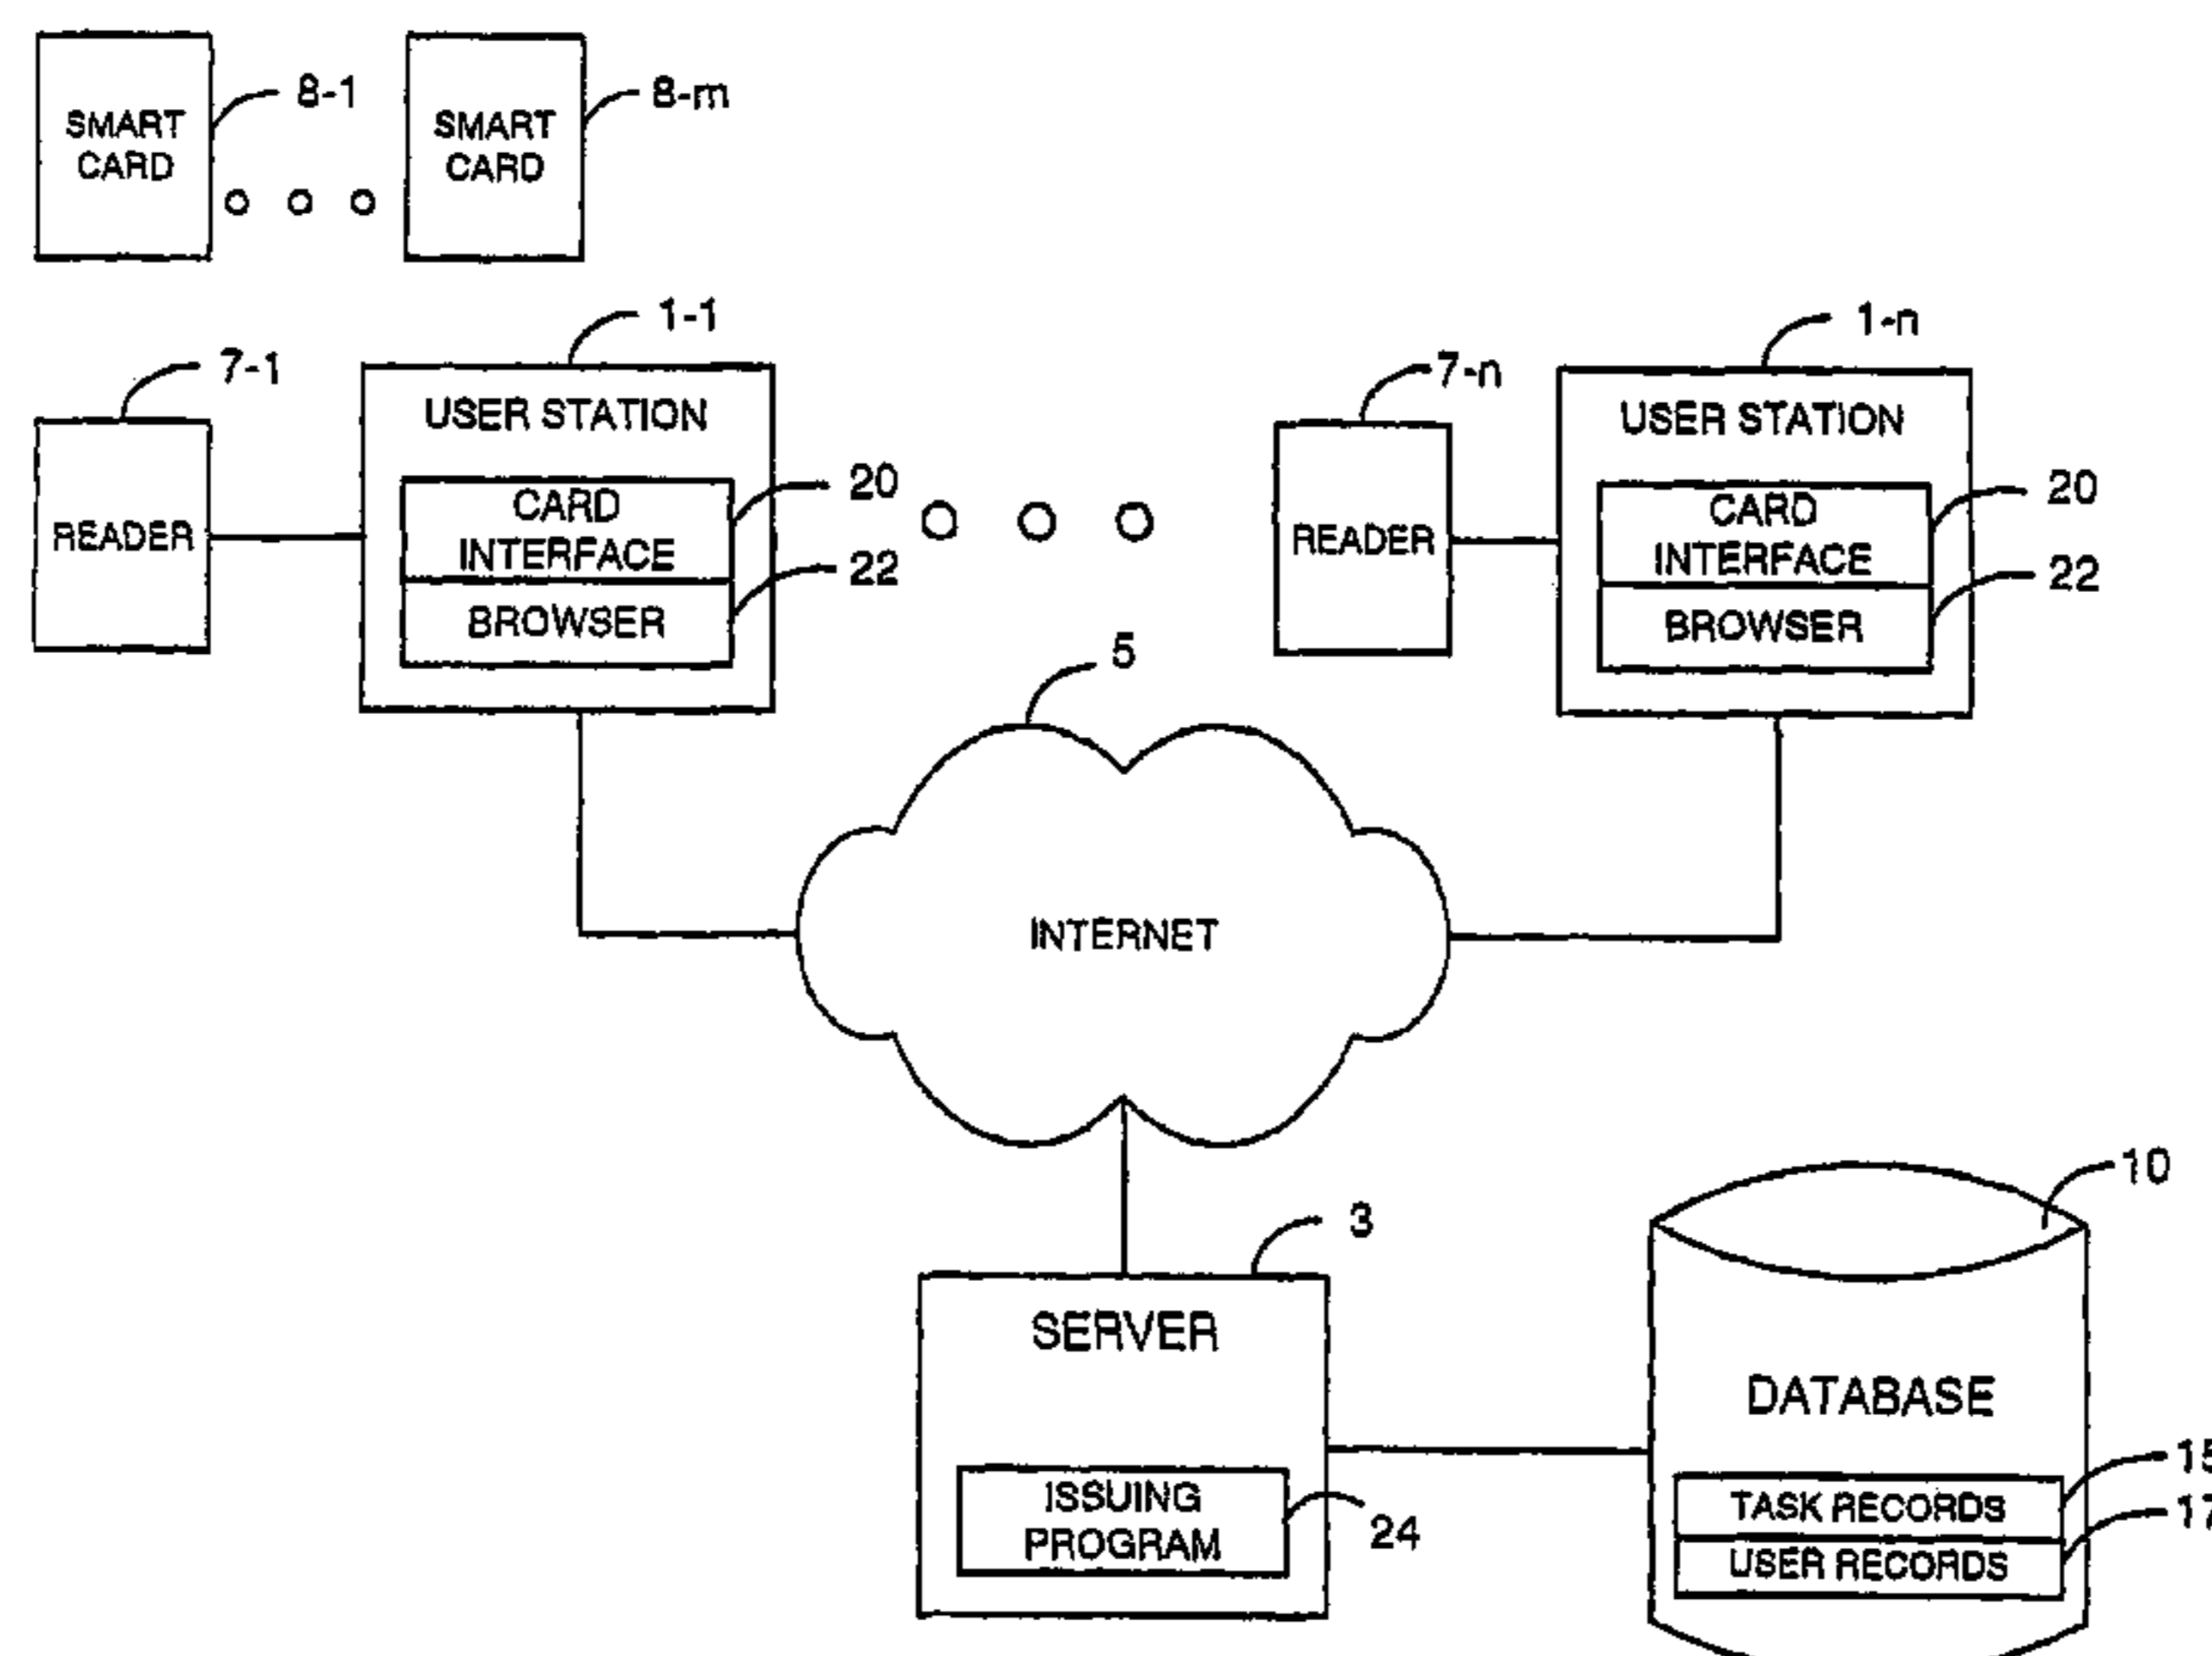 8-1
8-m
SMART
CARD
SMART
CARD
1-1
1-n
7-1
7-n
USER STATION
USER STATION
READER
CARD
INTERFACE
20
BROWSER
22
READER
CARD
INTERFACE
20
BROWSER
22
5
INTERNET
10
3
SERVER
DATABASE
ISSUING
PROGRAM
24
TASK RECORDS
15
USER RECORDS
17